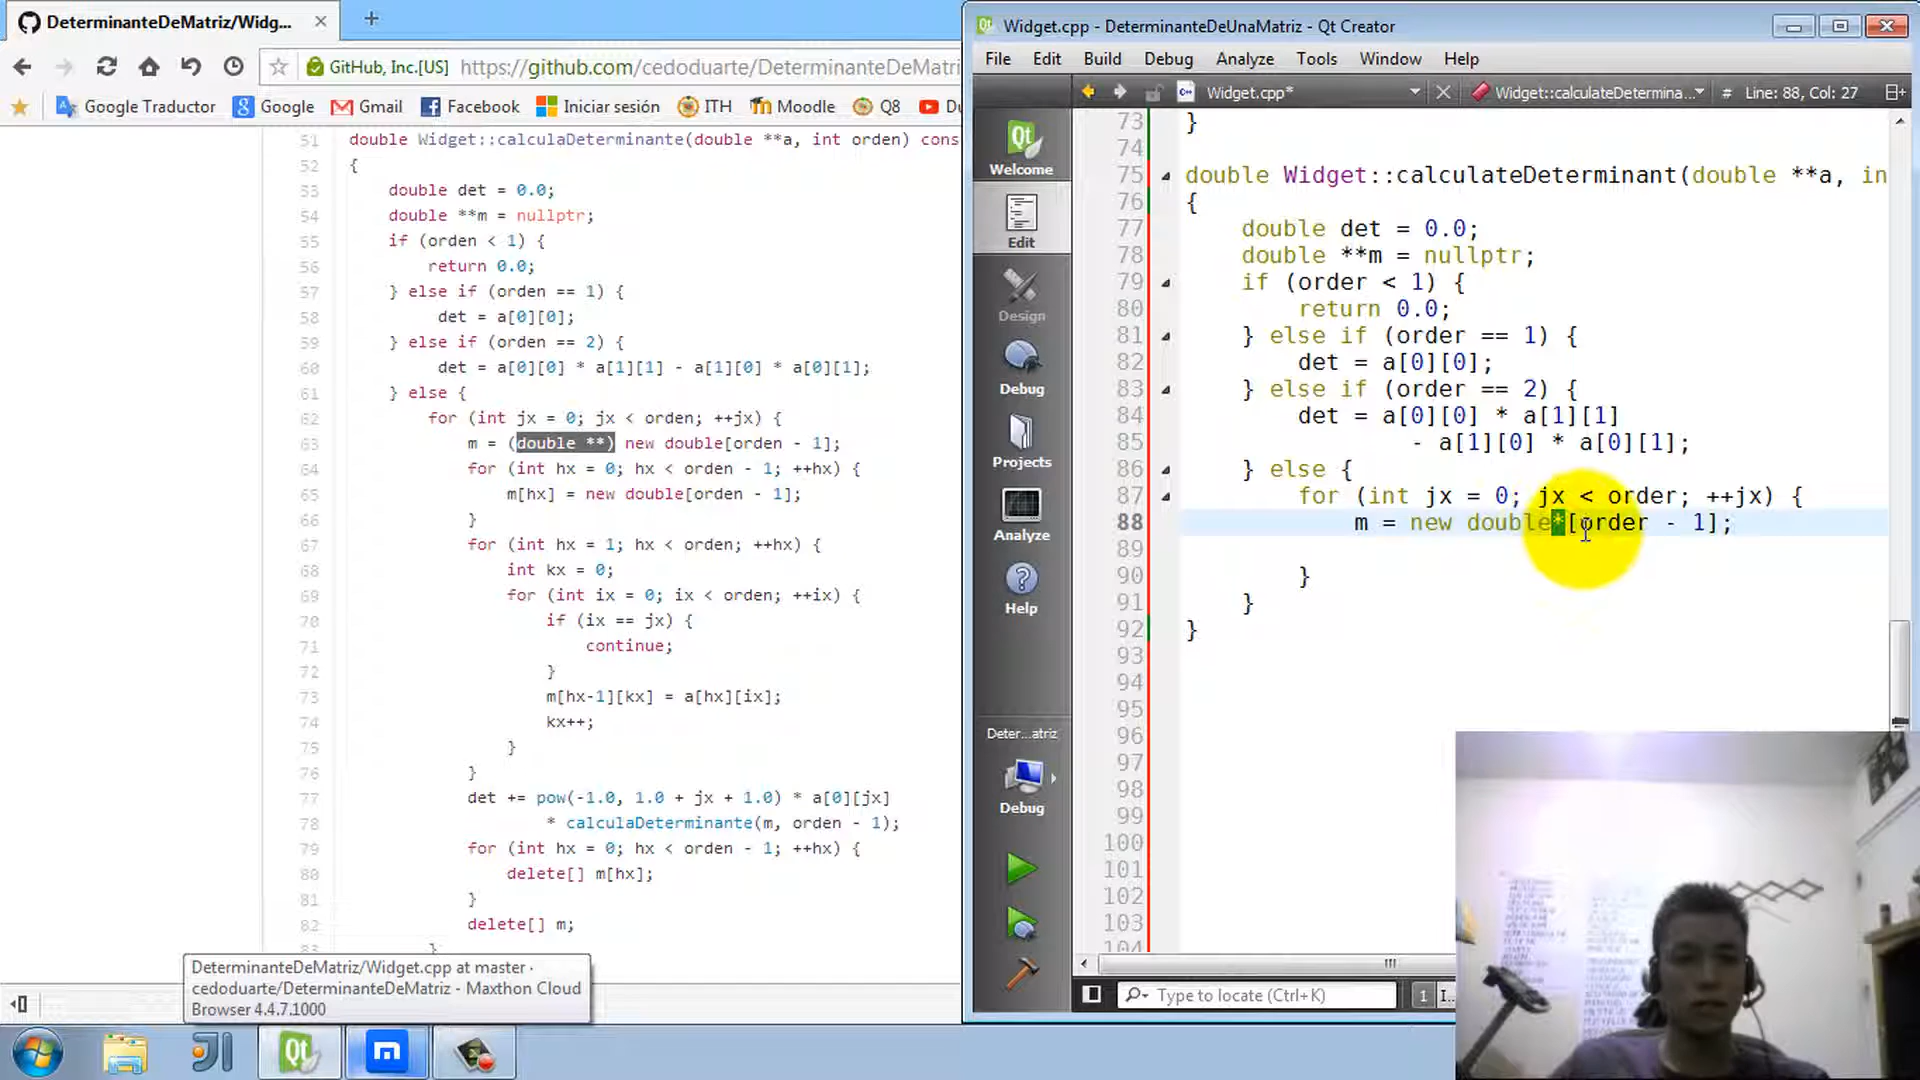 DeterminanteDeMatriz/Widg...
GitHub, Inc.[US] https://github.com/cedoduarte/DeterminanteDeMatri
Google Traductor Google Gmail Facebook Iniciar sesión ITH Moodle Q8
51 double Widget::calculaDeterminante(double **a, int orden) cons
52 {
53 double det = 0.0;
54 double **m = nullptr;
55 if (orden < 1) {
56 return 0.0;
57 } else if (orden == 1) {
58 det = a[0][0];
59 } else if (orden == 2) {
60 det = a[0][0] * a[1][1] - a[1][0] * a[0][1];
61 } else {
62 for (int jx = 0; jx < orden; ++jx) {
63 m = (double **) new double[orden - 1];
64 for (int hx = 0; hx < orden - 1; ++hx) {
65 m[hx] = new double[orden - 1];
66 }
67 for (int hx = 1; hx < orden; ++hx) {
68 int kx = 0;
69 for (int ix = 0; ix < orden; ++ix) {
70 if (ix == jx) {
71 continue;
72 }
73 m[hx-1][kx] = a[hx][ix];
74 kx++;
75 }
76 }
77 det += pow(-1.0, 1.0 + jx + 1.0) * a[0][jx]
78 * calculaDeterminante(m, orden - 1);
79 for (int hx = 0; hx < orden - 1; ++hx) {
80 delete[] m[hx];
81 }
82 delete[] m;
83 }
DeterminanteDeMatriz/Widget.cpp at master ·
cedoduarte/DeterminanteDeMatriz - Maxthon Cloud
Browser 4.4.7.1000
Widget.cpp - DeterminanteDeUnaMatriz - Qt Creator
File Edit Build Debug Analyze Tools Window Help
Widget.cpp* Widget::calculateDetermina... # Line: 88, Col: 27
Welcome
Edit
Design
Debug
Projects
Analyze
Help
Deter...atriz
Debug
73 }
74
75 double Widget::calculateDeterminant(double **a, in
76 {
77 double det = 0.0;
78 double **m = nullptr;
79 if (order < 1) {
80 return 0.0;
81 } else if (order == 1) {
82 det = a[0][0];
83 } else if (order == 2) {
84 det = a[0][0] * a[1][1]
85 - a[1][0] * a[0][1];
86 } else {
87 for (int jx = 0; jx < order; ++jx) {
88 m = new double*[order - 1];
89
90 }
91 }
92 }
93
94
95
96
97
98
99
100
101
102
103
104
Type to locate (Ctrl+K) 1 I...